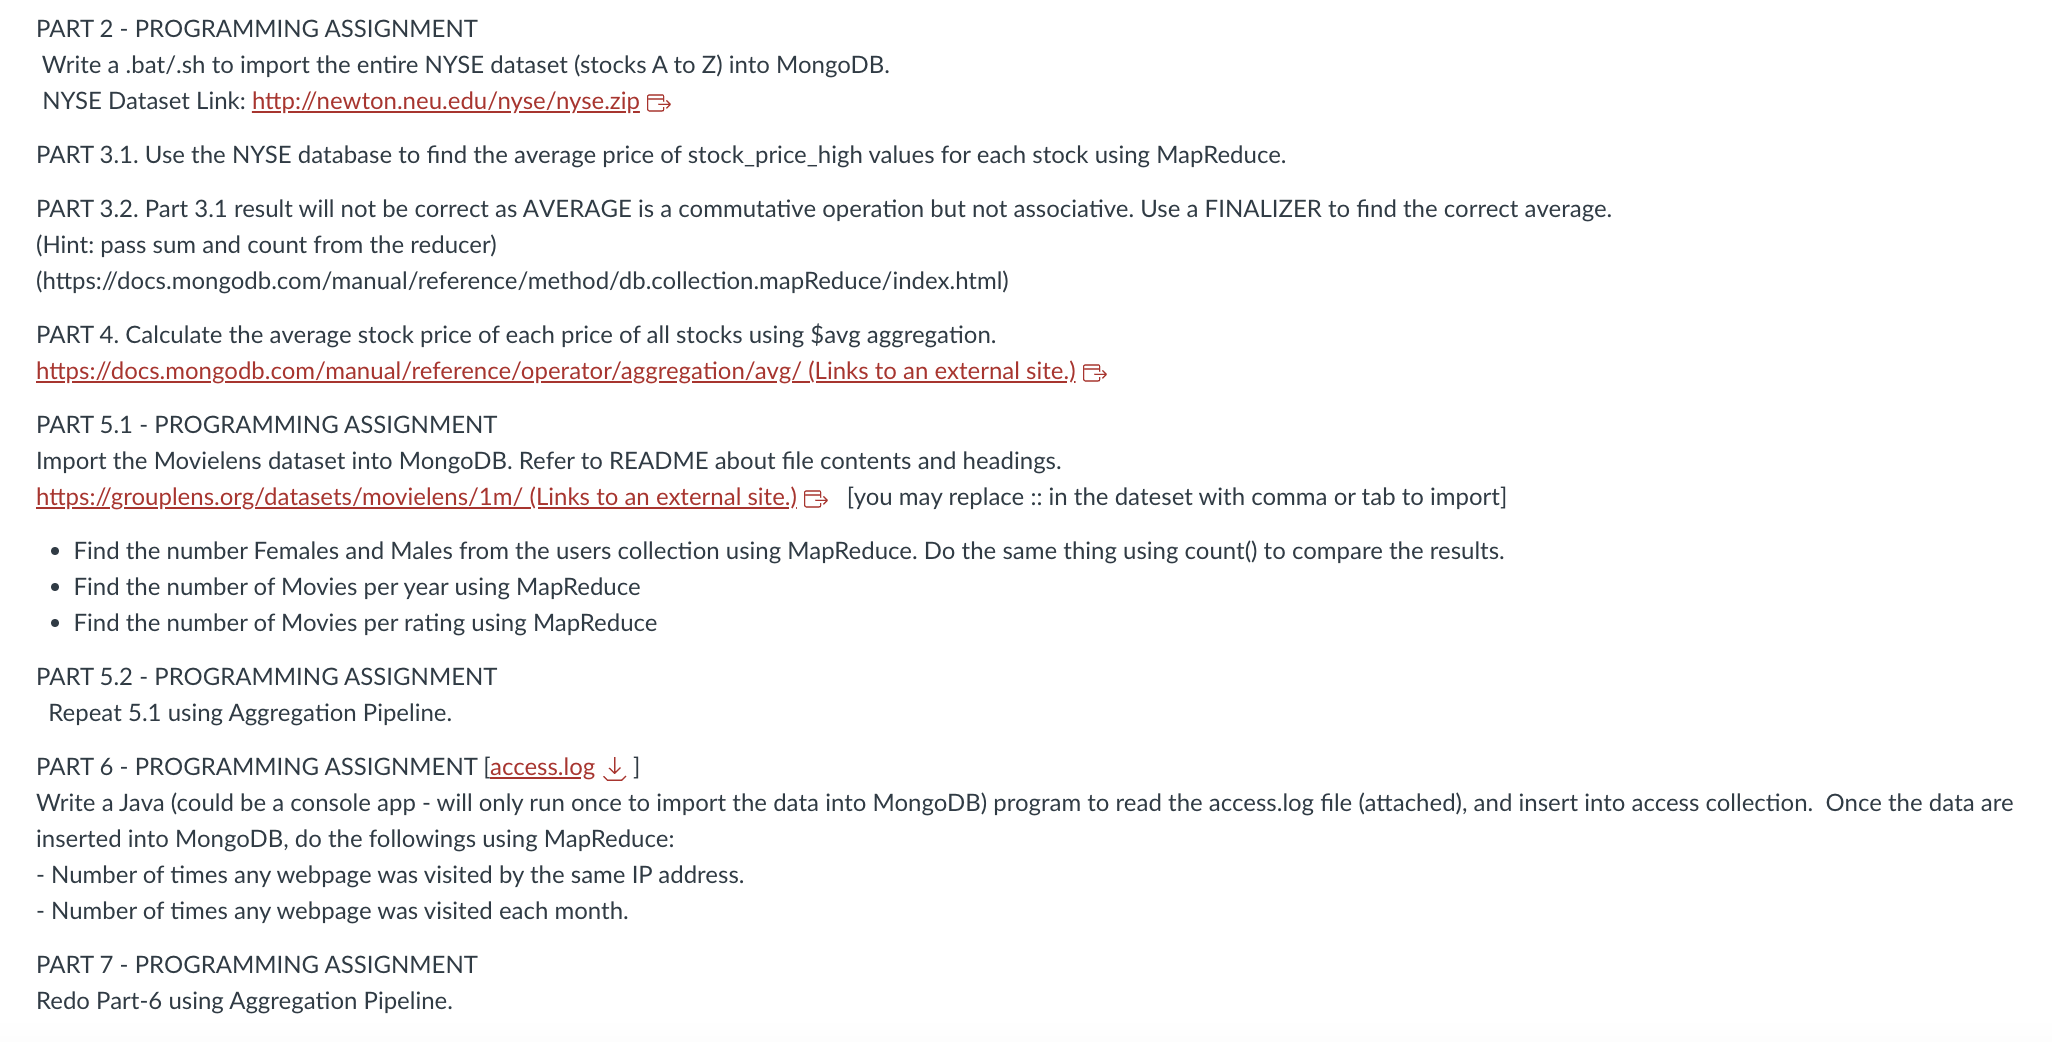 PART 2 - PROGRAMMING ASSIGNMENT
Write a .bat/.sh to import the entire NYSE dataset (stocks A to Z) into MongoDB.
NYSE Dataset Link: http://newton.neu.edu/nyse/nyse.zip
PART 3.1. Use the NYSE database to find the average price of stock_price_high values for each stock using MapReduce.
PART 3.2. Part 3.1 result will not be correct as AVERAGE is a commutative operation but not associative. Use a FINALIZER to find the correct average.
(Hint: pass sum and count from the reducer)
(https://docs.mongodb.com/manual/reference/method/db.collection.mapReduce/index.html)
PART 4. Calculate the average stock price of each price of all stocks using $avg aggregation.
https://docs.mongodb.com/manual/reference/operator/aggregation/avg/ (Links to an external site.)
PART 5.1 - PROGRAMMING ASSIGNMENT
Import the Movielens dataset into MongoDB. Refer to README about file contents and headings.
https://grouplens.org/datasets/movielens/1m/ (Links to an external site.) [you may replace :: in the dateset with comma or tab to import]
• Find the number Females and Males from the users collection using MapReduce. Do the same thing using count() to compare the results.
• Find the number of Movies per year using MapReduce
• Find the number of Movies per rating using MapReduce
PART 5.2 - PROGRAMMING ASSIGNMENT
Repeat 5.1 using Aggregation Pipeline.
PART 6 - PROGRAMMING ASSIGNMENT [access.log ]
Write a Java (could be a console app - will only run once to import the data into MongoDB) program to read the access.log file (attached), and insert into access collection. Once the data are
inserted into MongoDB, do the followings using MapReduce:
- Number of times any webpage was visited by the same IP address.
- Number of times any webpage was visited each month.
PART 7 - PROGRAMMING ASSIGNMENT
Redo Part-6 using Aggregation Pipeline.